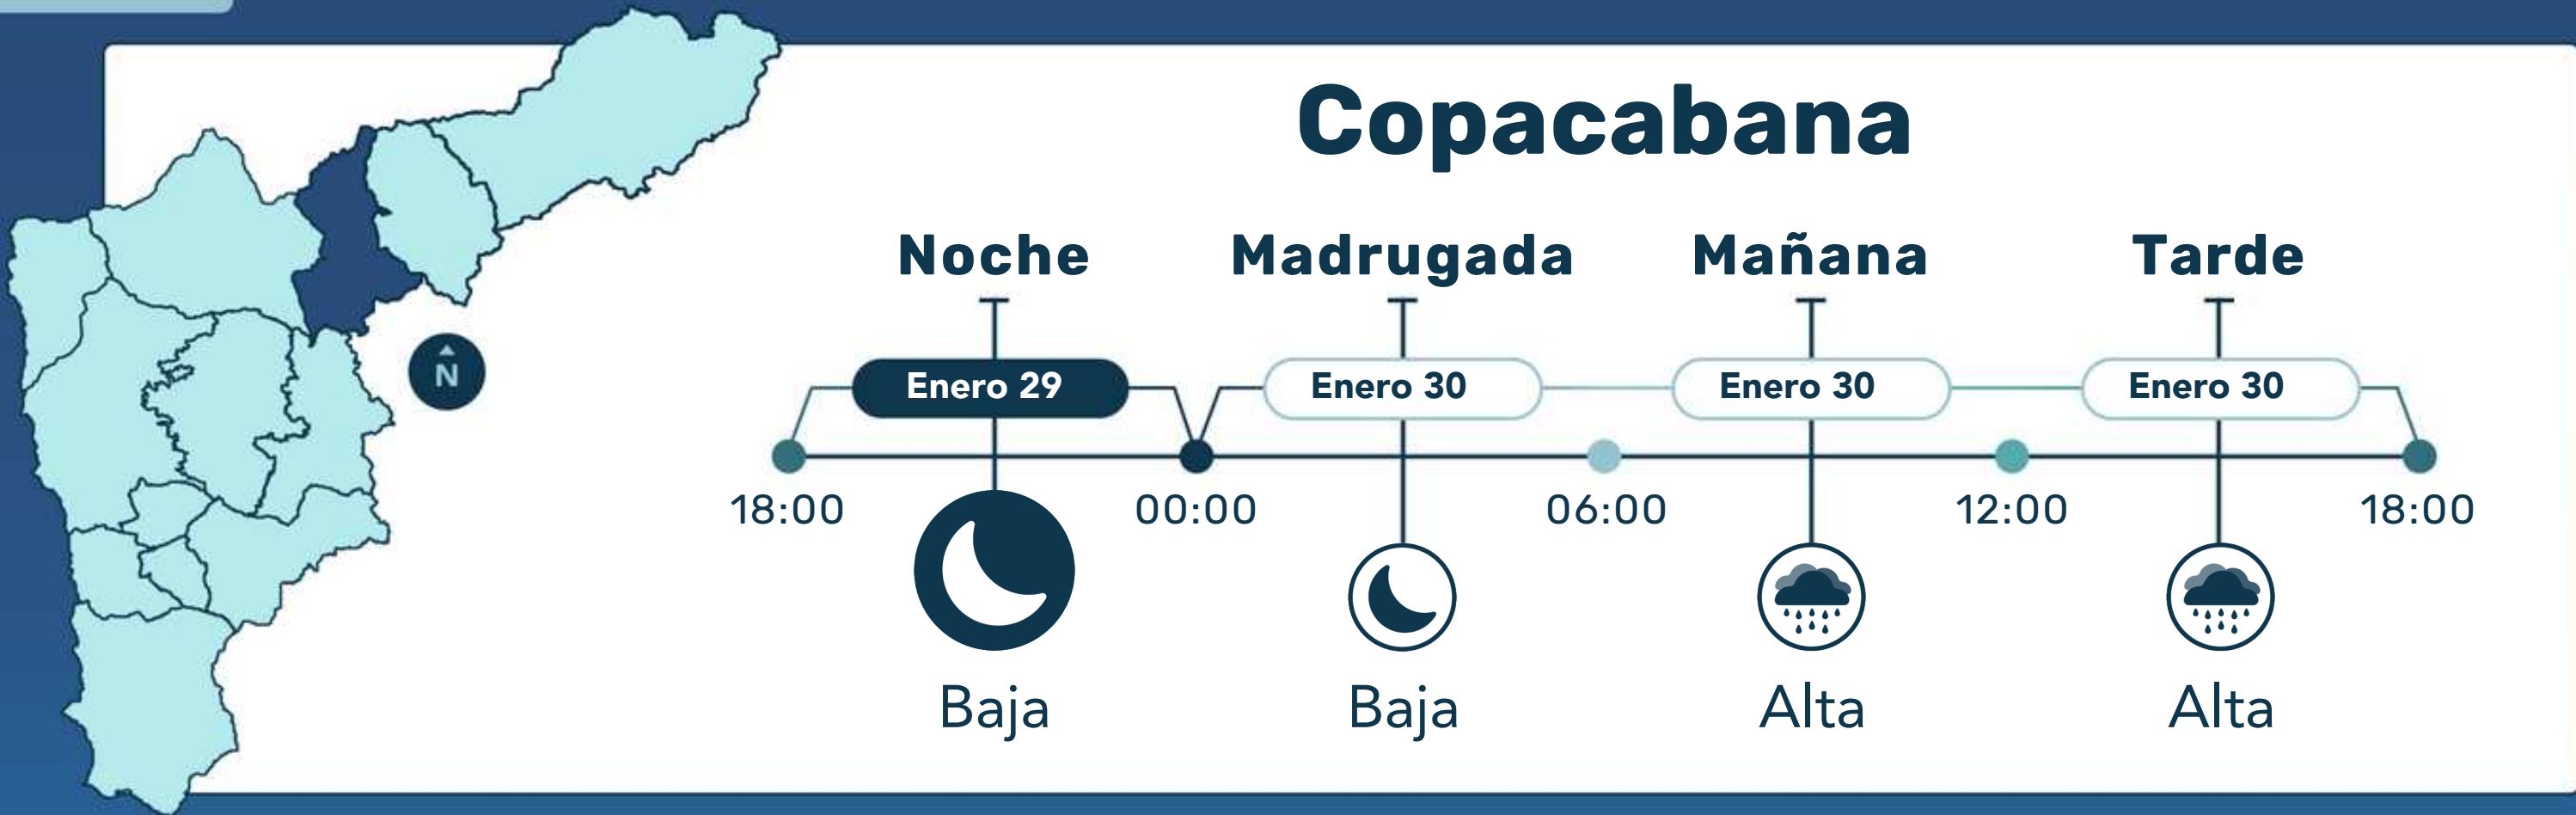 Copacabana
Noche Madrugada Mañana Tarde
Enero 29 Enero 30 Enero 30 Enero 30
N
18:00 00:00 06:00 12:00 18:00
Baja Baja Alta Alta